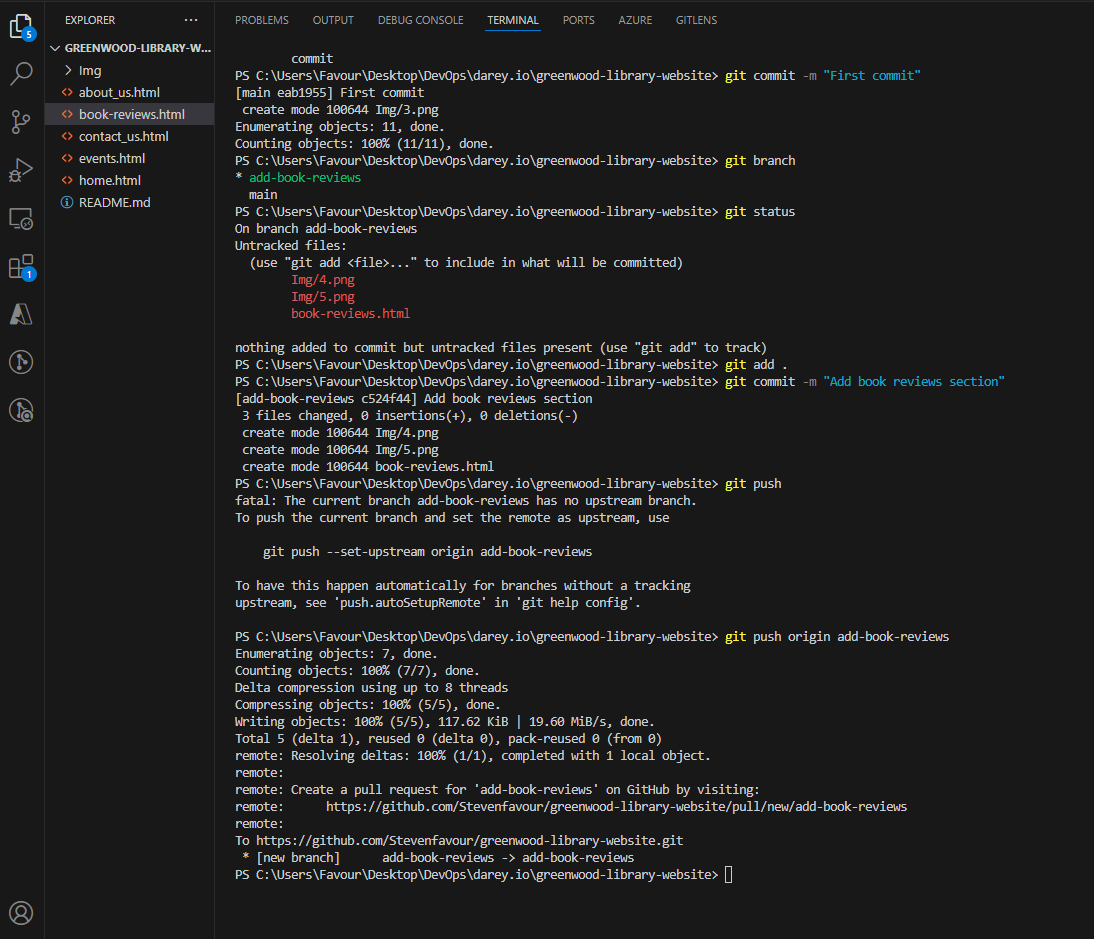 5
1
EXPLORER ...
GREENWOOD-LIBRARY-W...
Img
about_us.html
book-reviews.html
contact_us.html
events.html
home.html
README.md
PROBLEMS OUTPUT DEBUG CONSOLE TERMINAL PORTS AZURE GITLENS
commit
PS C:\Users\Favour\Desktop\DevOps\darey.io\greenwood-library-website> git commit -m "First commit"
[main eab1955] First commit
create mode 100644 Img/3.png
Enumerating objects: 11, done.
Counting objects: 100% (11/11), done.
PS C:\Users\Favour\Desktop\DevOps\darey.io\greenwood-library-website> git branch
* add-book-reviews
main
PS C:\Users\Favour\Desktop\DevOps\darey.io\greenwood-library-website> git status
On branch add-book-reviews
Untracked files:
(use "git add <file>..." to include in what will be committed)
Img/4.png
Img/5.png
book-reviews.html
nothing added to commit but untracked files present (use "git add" to track)
PS C:\Users\Favour\Desktop\DevOps\darey.io\greenwood-library-website> git add .
PS C:\Users\Favour\Desktop\DevOps\darey.io\greenwood-library-website> git commit -m "Add book reviews section"
[add-book-reviews c524f44] Add book reviews section
3 files changed, 0 insertions(+), 0 deletions(-)
create mode 100644 Img/4.png
create mode 100644 Img/5.png
create mode 100644 book-reviews.html
PS C:\Users\Favour\Desktop\DevOps\darey.io\greenwood-library-website> git push
fatal: The current branch add-book-reviews has no upstream branch.
To push the current branch and set the remote as upstream, use
git push --set-upstream origin add-book-reviews
To have this happen automatically for branches without a tracking
upstream, see 'push.autoSetupRemote' in 'git help config'.
PS C:\Users\Favour\Desktop\DevOps\darey.io\greenwood-library-website> git push origin add-book-reviews
Enumerating objects: 7, done.
Counting objects: 100% (7/7), done.
Delta compression using up to 8 threads
Compressing objects: 100% (5/5), done.
Writing objects: 100% (5/5), 117.62 KiB | 19.60 MiB/s, done.
Total 5 (delta 1), reused 0 (delta 0), pack-reused 0 (from 0)
remote: Resolving deltas: 100% (1/1), completed with 1 local object.
remote:
remote: Create a pull request for 'add-book-reviews' on GitHub by visiting:
remote: https://github.com/Stevenfavour/greenwood-library-website/pull/new/add-book-reviews
remote:
To https://github.com/Stevenfavour/greenwood-library-website.git
* [new branch] add-book-reviews -> add-book-reviews
PS C:\Users\Favour\Desktop\DevOps\darey.io\greenwood-library-website>